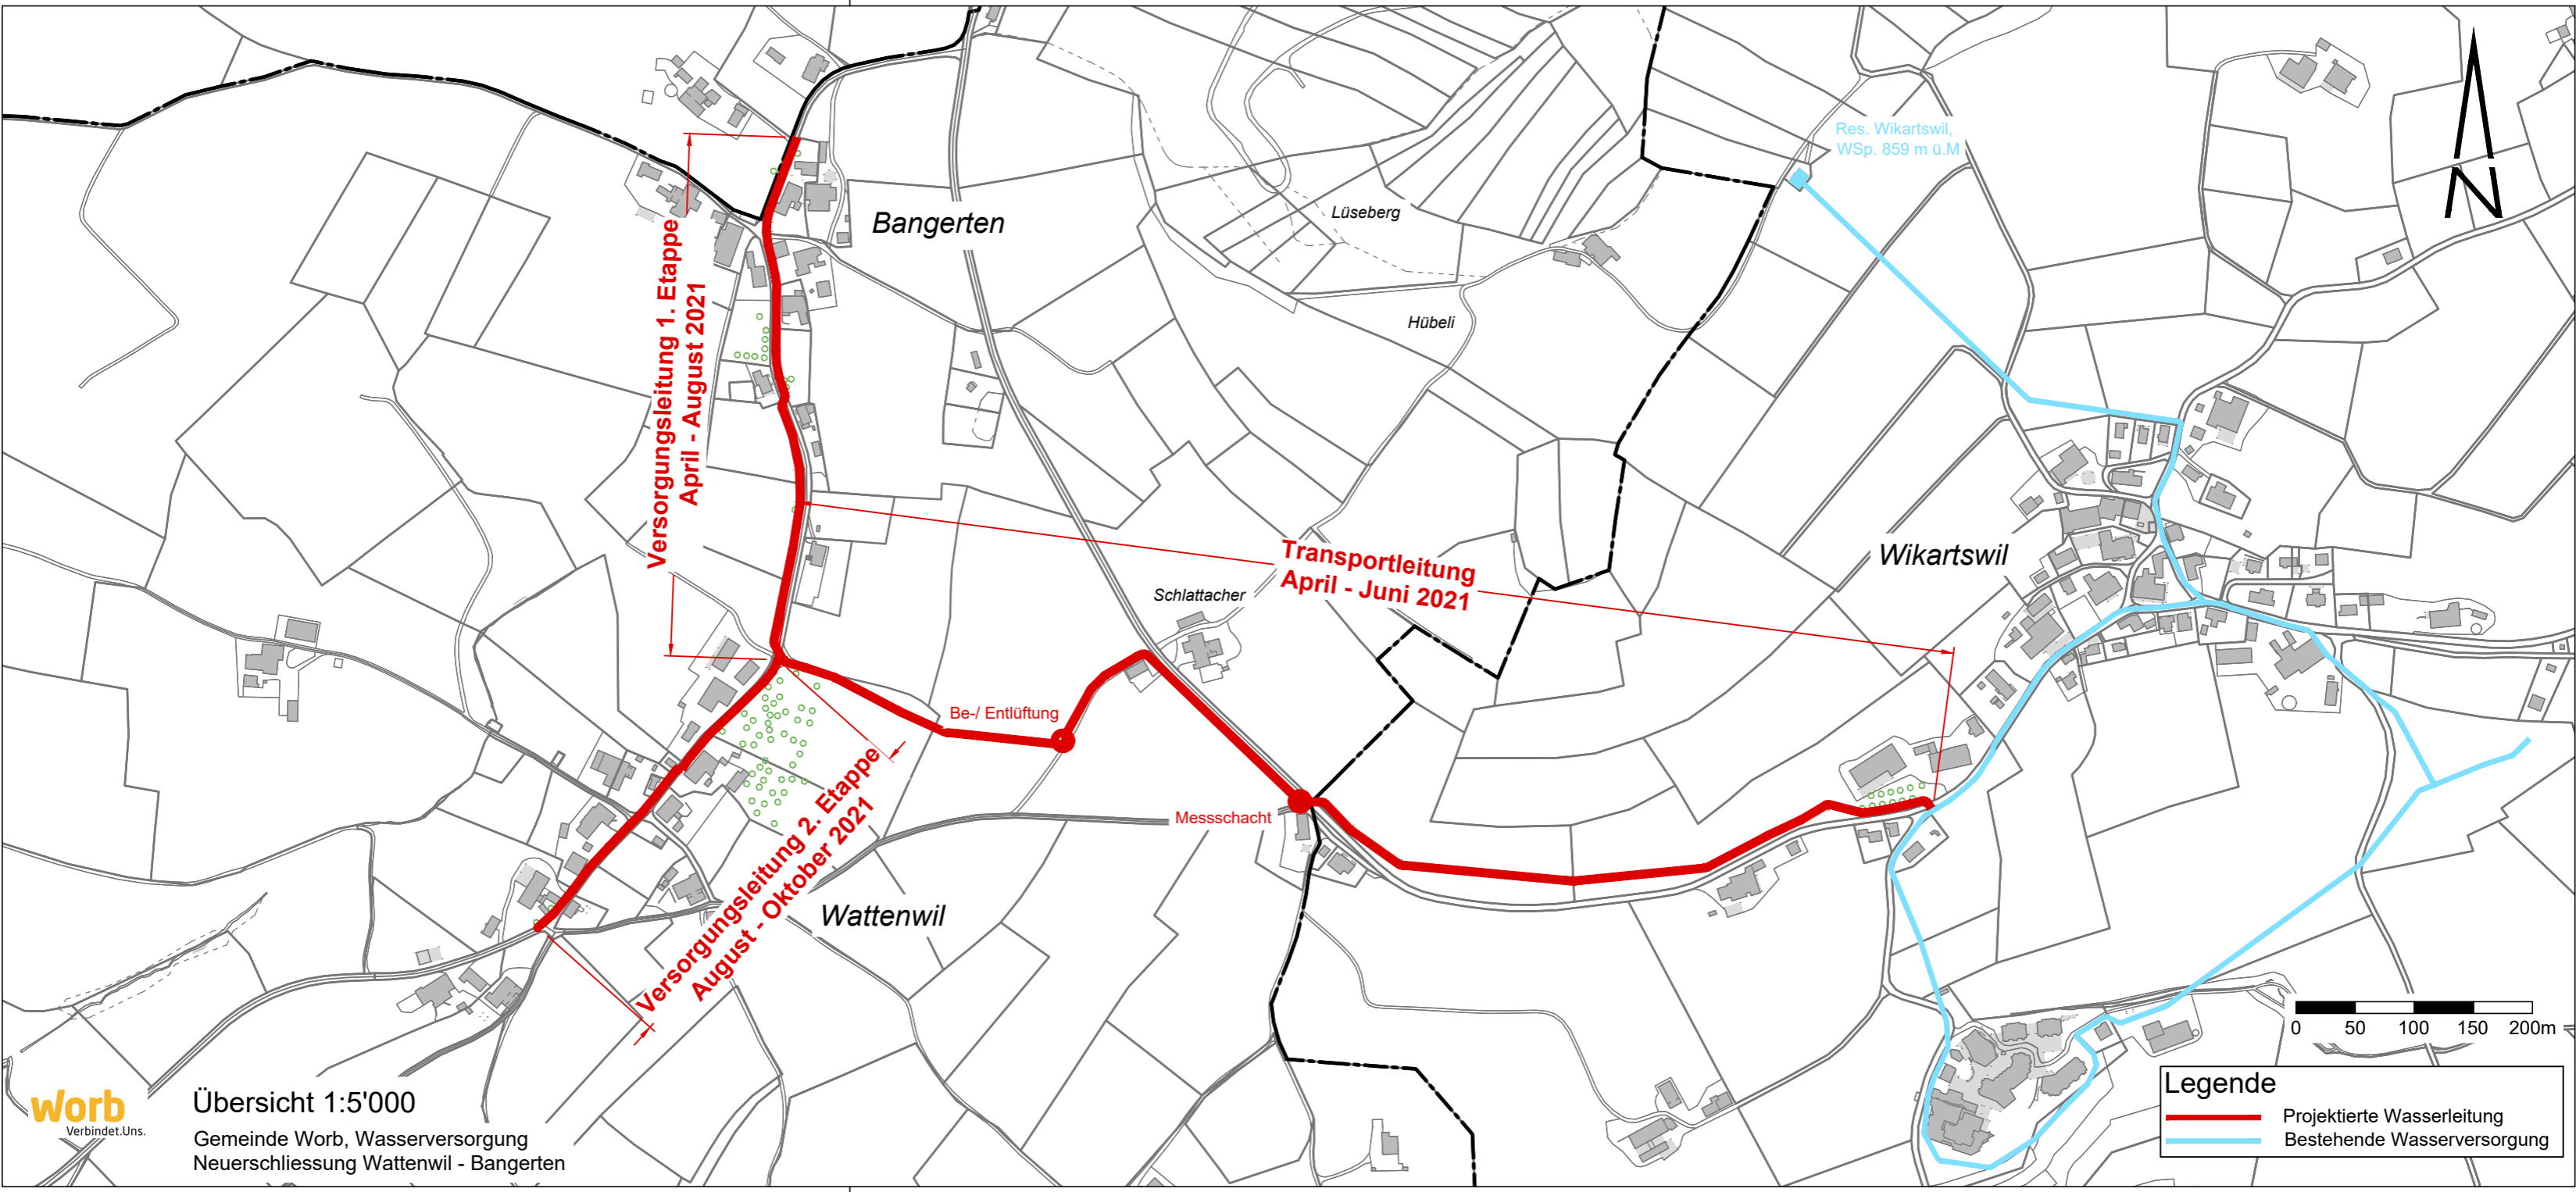 Res. Wikartswil,
WSp. 859 m ü.M
N
Bangerten
Lüseberg
Hübeli
Versorgungsleitung 1. Etappe
April - August 2021
Transportleitung
April - Juni 2021
Wikartswil
Schlattacher
Be-/ Entlüftung
Messschacht
Versorgungsleitung 2. Etappe
August - Oktober 2021
Wattenwil
0 50 100 150 200m
Legende
Projektierte Wasserleitung
Bestehende Wasserversorgung
worb
Verbindet.Uns.
Übersicht 1:5'000
Gemeinde Worb, Wasserversorgung
Neuerschliessung Wattenwil - Bangerten